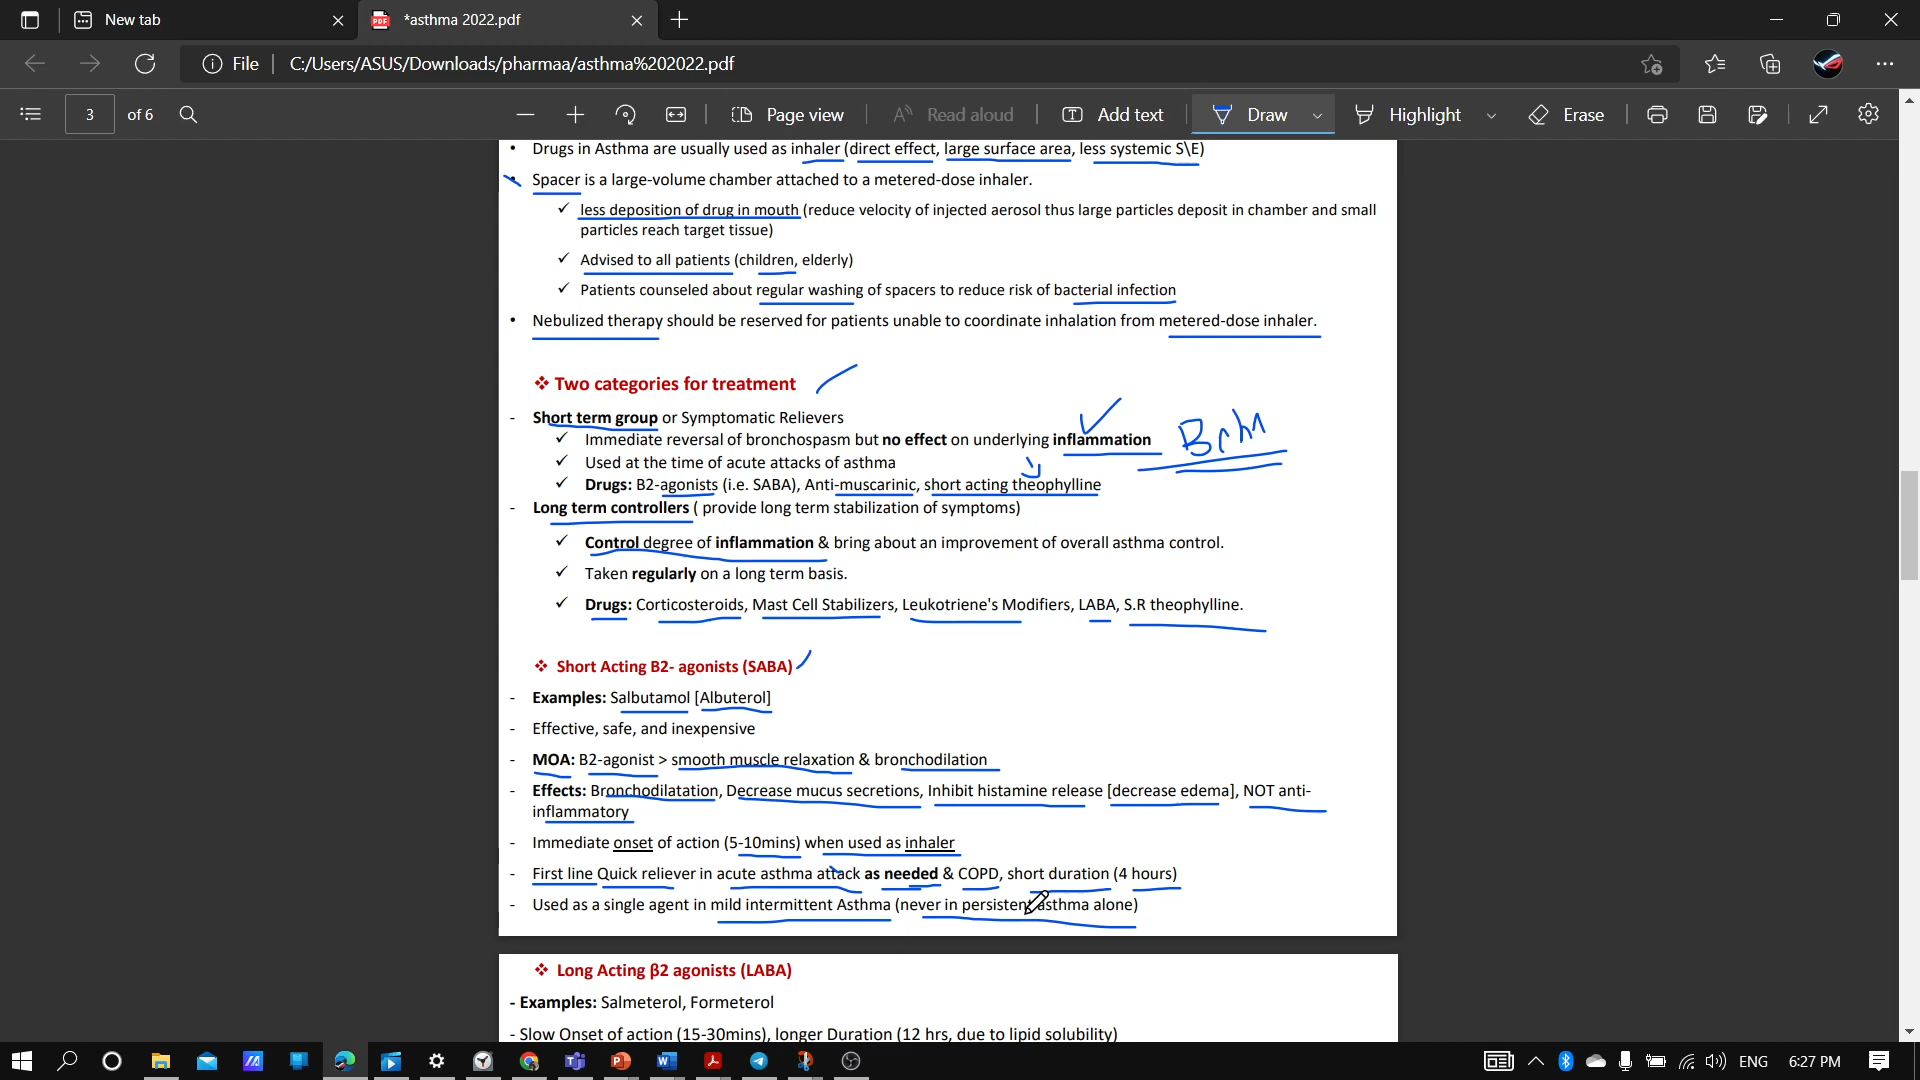 New tab
*asthma 2022.pdf
File
C:/Users/ASUS/Downloads/pharmaa/asthma%202022.pdf
3
of 6
Page view
Read aloud
Add text
Draw
Highlight
Erase
• Drugs in Asthma are usually used as inhaler (direct effect, large surface area, less systemic S\E)
• Spacer is a large-volume chamber attached to a metered-dose inhaler.
✓ less deposition of drug in mouth (reduce velocity of injected aerosol thus large particles deposit in chamber and small
particles reach target tissue)
✓ Advised to all patients (children, elderly)
✓ Patients counseled about regular washing of spacers to reduce risk of bacterial infection
• Nebulized therapy should be reserved for patients unable to coordinate inhalation from metered-dose inhaler.
❖ Two categories for treatment
- Short term group or Symptomatic Relievers
✓ Immediate reversal of bronchospasm but no effect on underlying inflammation
✓ Used at the time of acute attacks of asthma
✓ Drugs: B2-agonists (i.e. SABA), Anti-muscarinic, short acting theophylline
- Long term controllers ( provide long term stabilization of symptoms)
✓ Control degree of inflammation & bring about an improvement of overall asthma control.
✓ Taken regularly on a long term basis.
✓ Drugs: Corticosteroids, Mast Cell Stabilizers, Leukotriene's Modifiers, LABA, S.R theophylline.
❖ Short Acting B2- agonists (SABA)
- Examples: Salbutamol [Albuterol]
- Effective, safe, and inexpensive
- MOA: B2-agonist > smooth muscle relaxation & bronchodilation
- Effects: Bronchodilatation, Decrease mucus secretions, Inhibit histamine release [decrease edema], NOT anti-
inflammatory
- Immediate onset of action (5-10mins) when used as inhaler
- First line Quick reliever in acute asthma attack as needed & COPD, short duration (4 hours)
- Used as a single agent in mild intermittent Asthma (never in persistent asthma alone)
❖ Long Acting β2 agonists (LABA)
- Examples: Salmeterol, Formeterol
- Slow Onset of action (15-30mins), longer Duration (12 hrs, due to lipid solubility)
ENG
6:27 PM